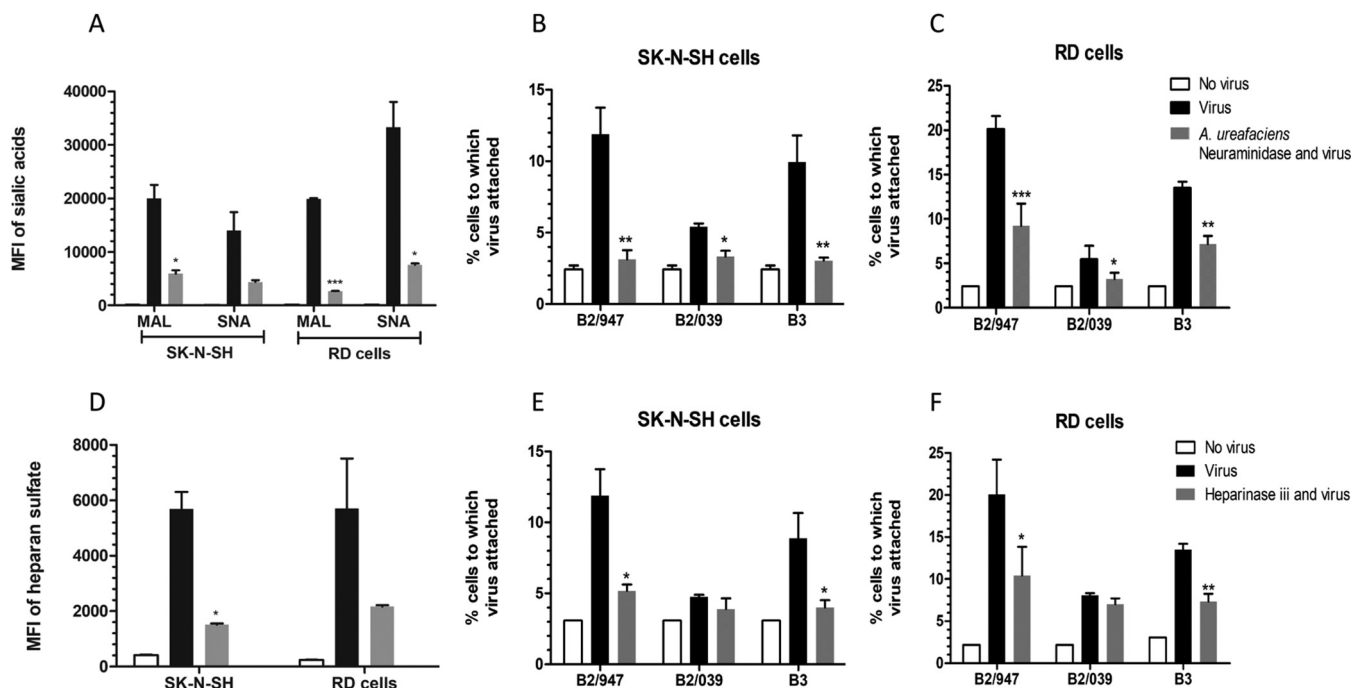 A
MFI of sialic acids
40000
30000
20000
10000
0
*
***
*
MAL
SNA
MAL
SNA
SK-N-SH
RD cells
B
SK-N-SH cells
% cells to which
virus attached
15
10
5
0
**
*
**
B2/947
B2/039
B3
C
RD cells
% cells to which
virus attached
25
20
15
10
5
0
***
*
**
B2/947
B2/039
B3
No virus
Virus
A. ureafaciens
Neuraminidase and virus
D
MFI of heparan sulfate
8000
6000
4000
2000
0
*
SK-N-SH
RD cells
E
SK-N-SH cells
% cells to which
virus attached
15
10
5
0
*
*
B2/947
B2/039
B3
F
RD cells
% cells to which
virus attached
25
20
15
10
5
0
*
**
B2/947
B2/039
B3
No virus
Virus
Heparinase iii and virus